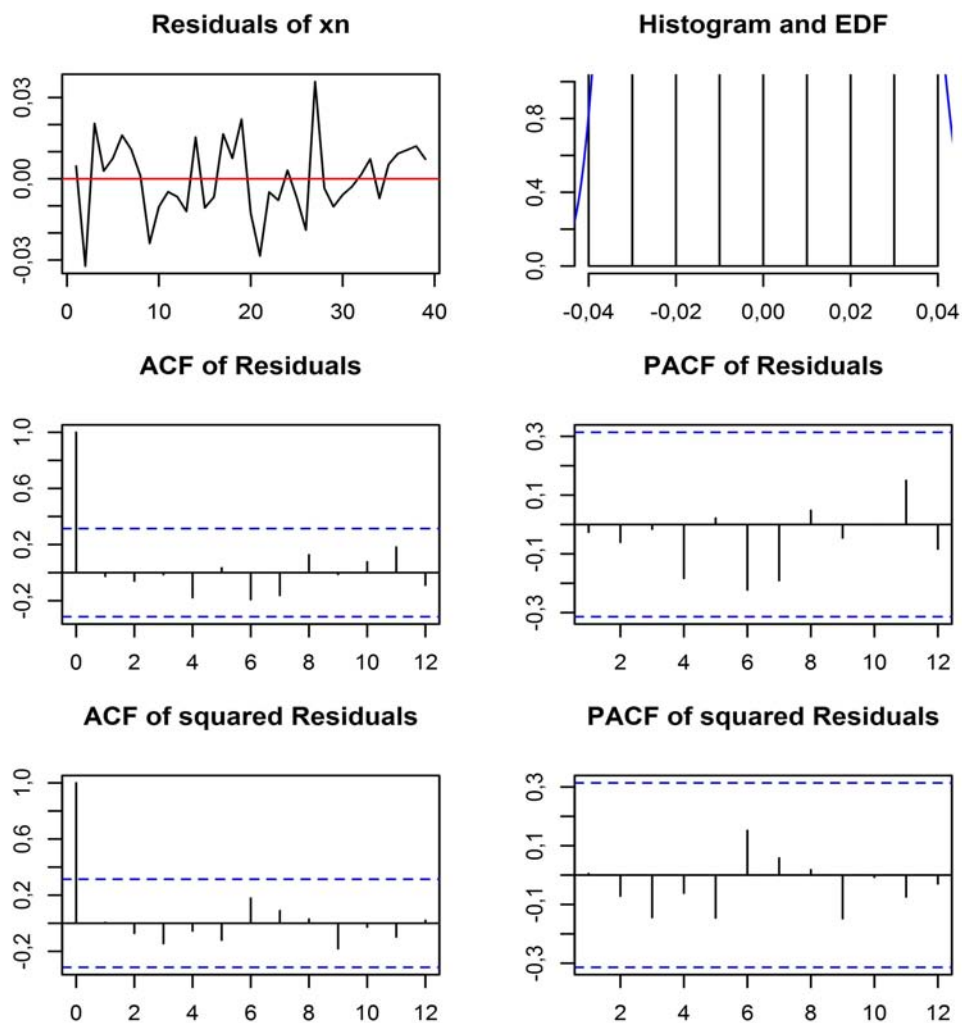 Residuals of xn
0,03
0,00
-0,03
0 10 20 30 40
Histogram and EDF
0,8
0,4
0,0
-0,04 -0,02 0,00 0,02 0,04
ACF of Residuals
1,0
0,6
0,2
-0,2
0 2 4 6 8 10 12
PACF of Residuals
0,3
0,1
-0,1
-0,3
2 4 6 8 10 12
ACF of squared Residuals
1,0
0,6
0,2
-0,2
0 2 4 6 8 10 12
PACF of squared Residuals
0,3
0,1
-0,1
-0,3
2 4 6 8 10 12